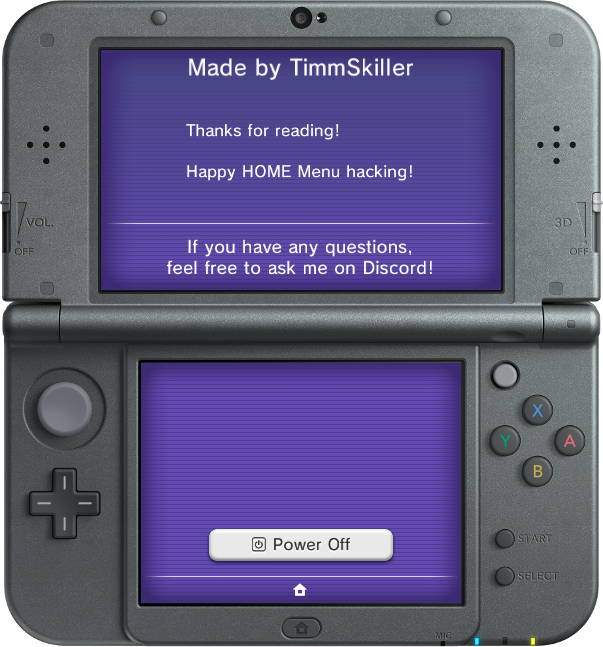 Made by TimmSkiller
Thanks for reading!
Happy HOME Menu hacking!
VOL.
OFF
3D
OFF
If you have any questions,
feel free to ask me on Discord!
X
Y
A
B
Power Off
START
SELECT
MIC